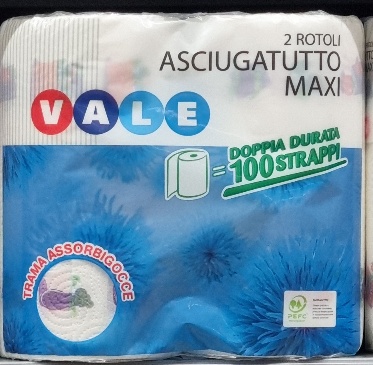 2 ROTOLI
ASCIUGATUTTO
MAXI
VALE
DOPPIA DURATA
= 100 STRAPPI
TRAMA ASSORBIGOCCE
PEFC